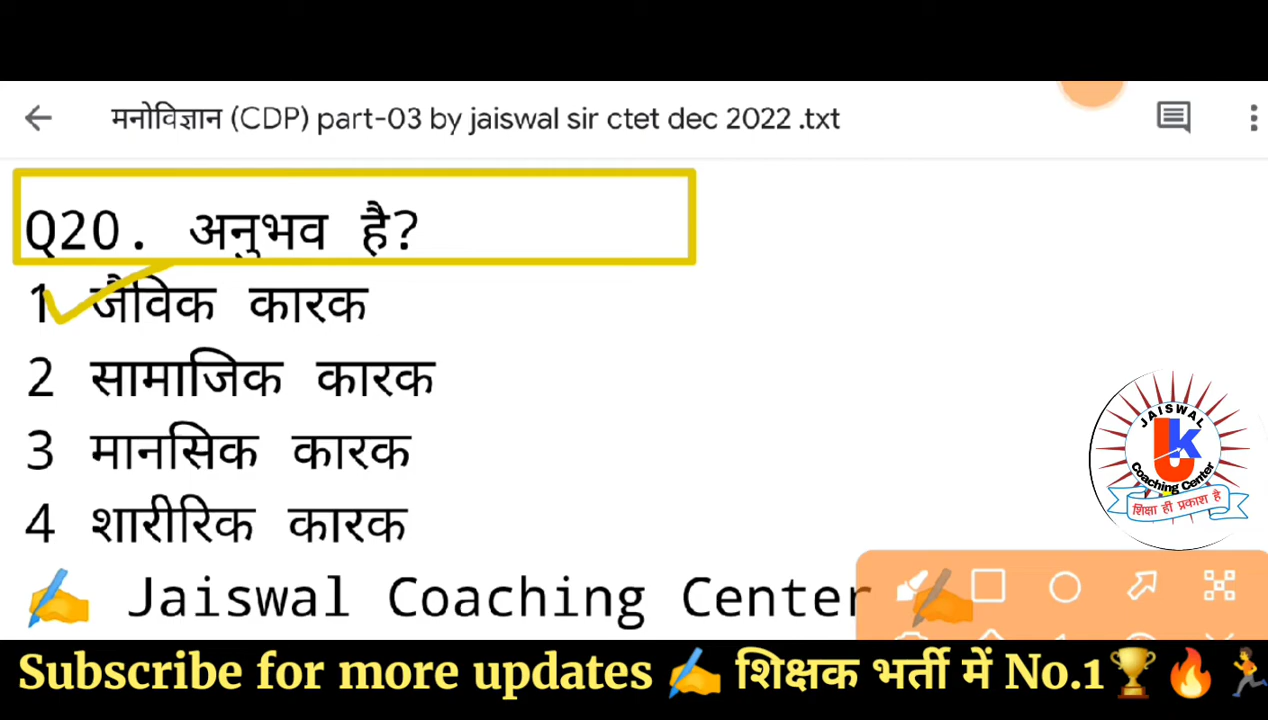 मनोविज्ञान (CDP) part-03 by jaiswal sir ctet dec 2022 .txt
Q20. अनुभव है?
1 जैविक कारक
2 सामाजिक कारक
3 मानसिक कारक
4 शारीरिक कारक
JAISWAL
JK
Coaching Center
शिक्षा ही प्रकाश है
✍ Jaiswal Coaching Center ✍
Subscribe for more updates ✍ शिक्षक भर्ती में No.1🏆🔥🏃